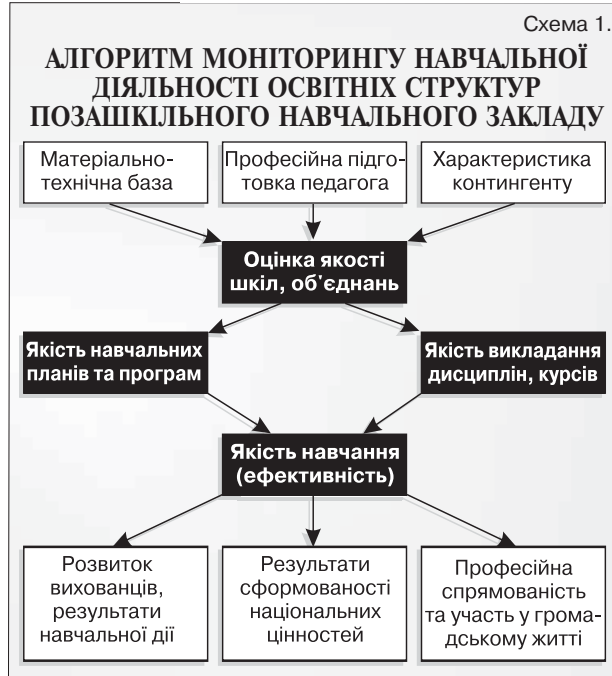 Схема 1.
АЛГОРИТМ МОНІТОРИНГУ НАВЧАЛЬНОЇ
ДІЯЛЬНОСТІ ОСВІТНІХ СТРУКТУР
ПОЗАШКІЛЬНОГО НАВЧАЛЬНОГО ЗАКЛАДУ
Матеріально-
технічна база
Професійна підго-
товка педагога
Характеристика
контингенту
Оцінка якості
шкіл, об'єднань
Якість навчальних
планів та програм
Якість викладання
дисциплін, курсів
Якість навчання
(ефективність)
Розвиток
вихованців,
результати
навчальної дії
Результати
сформованості
національних
цінностей
Професійна
спрямованість
та участь у грома-
дському житті